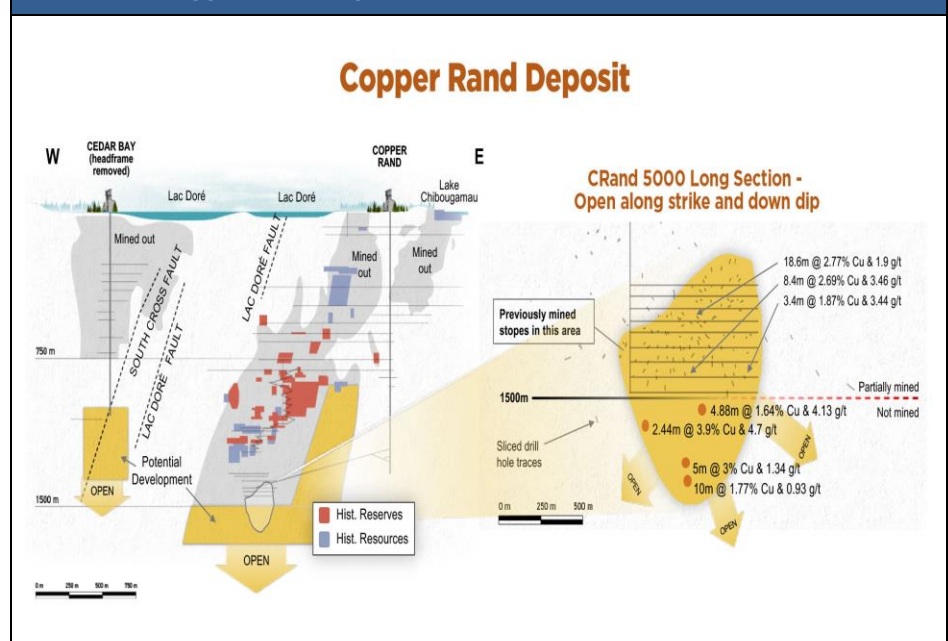 Copper Rand Deposit
W
CEDAR BAY
(headframe
removed)
Lac Doré
Lac Doré
COPPER
RAND
E
Lake
Chibougamau
Mined out
SOUTH CROSS FAULT
LAC DORÉ FAULT
LAC DORÉ FAULT
Mined
out
Mined
out
750 m
Potential
Development
1500 m
OPEN
OPEN
Hist. Reserves
Hist. Resources
0 m 250 m 500 m 750 m
CRand 5000 Long Section -
Open along strike and down dip
18.6m @ 2.77% Cu & 1.9 g/t
8.4m @ 2.69% Cu & 3.46 g/t
3.4m @ 1.87% Cu & 3.44 g/t
Previously mined
stopes in this area
Partially mined
1500m
Not mined
4.88m @ 1.64% Cu & 4.13 g/t
2.44m @ 3.9% Cu & 4.7 g/t
Sliced drill
hole traces
5m @ 3% Cu & 1.34 g/t
10m @ 1.77% Cu & 0.93 g/t
OPEN
OPEN
OPEN
0 m 250 m 500 m